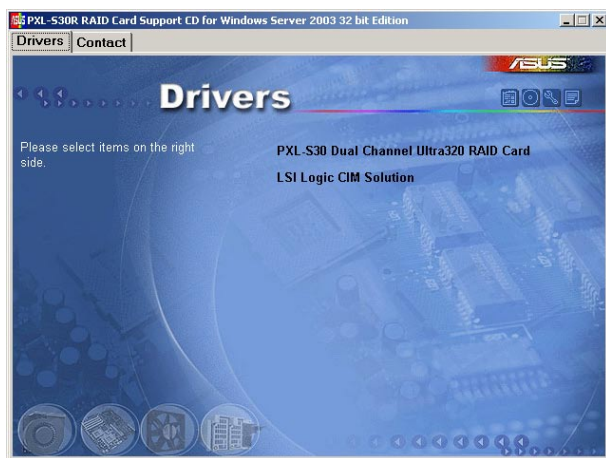 PXL-S30R RAID Card Support CD for Windows Server 2003 32 bit Edition
Drivers Contact
ASUS
Drivers
Please select items on the right
side.
PXL-S30 Dual Channel Ultra320 RAID Card
LSI Logic CIM Solution